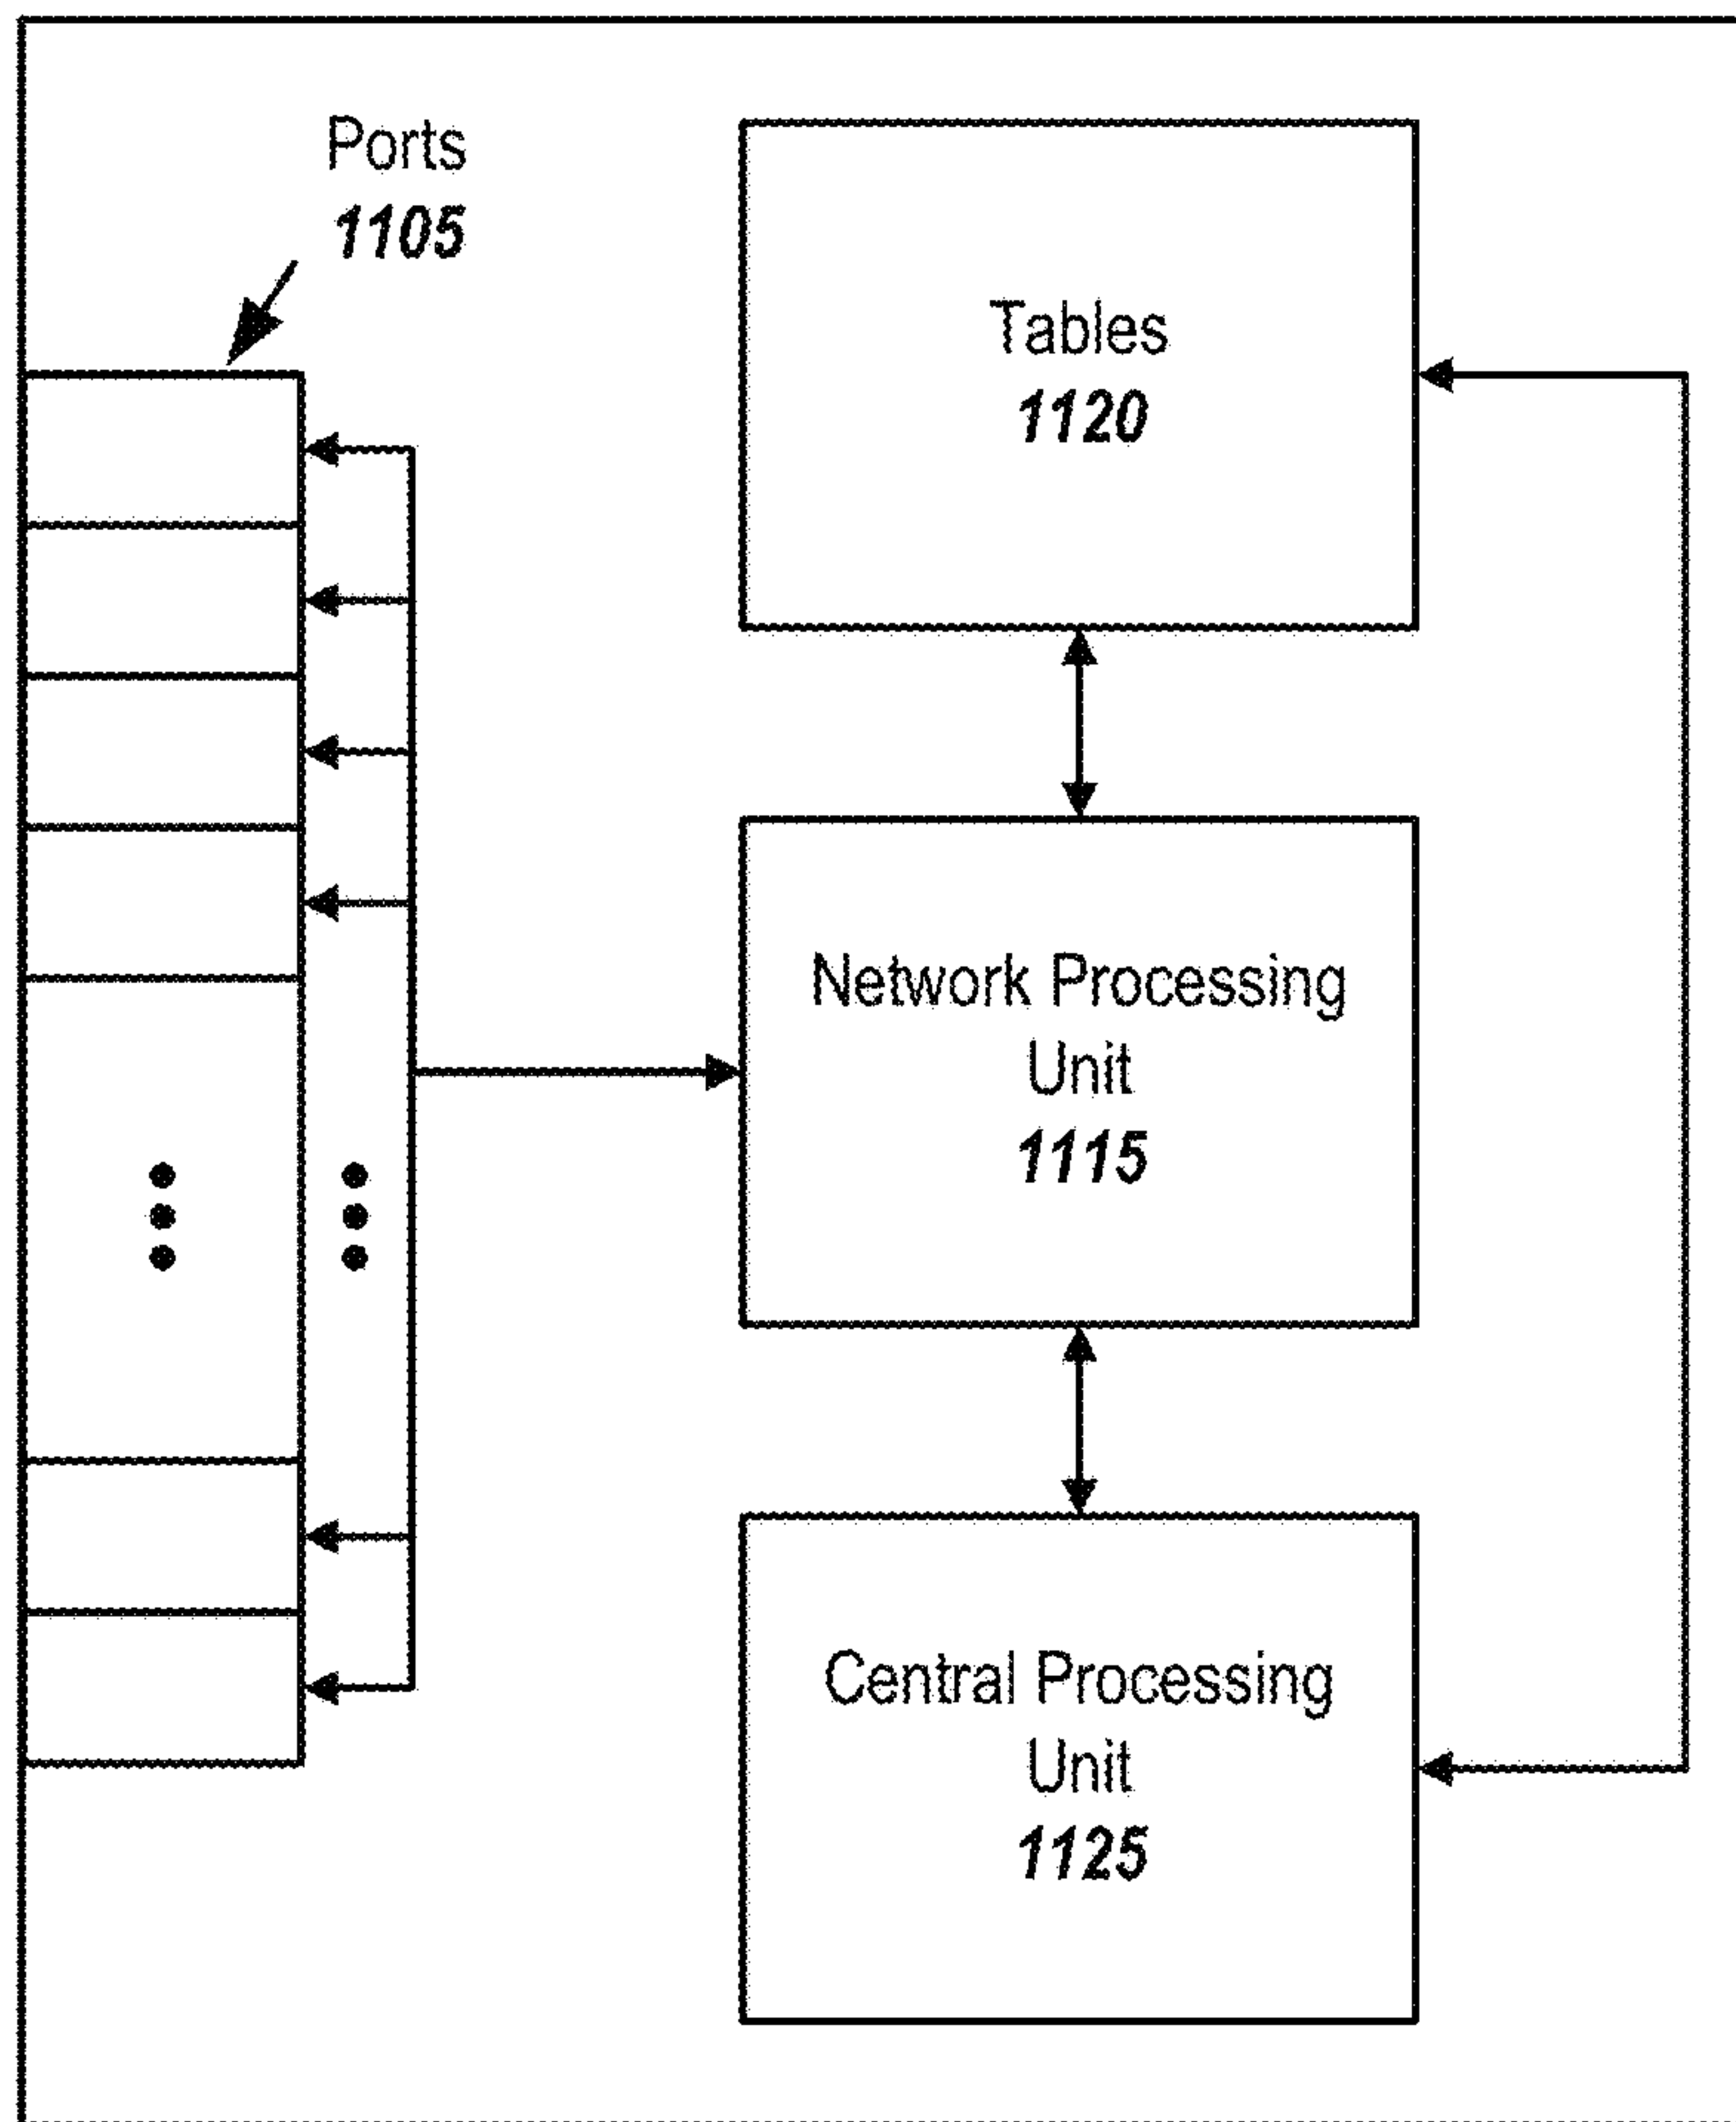 Ports
1105
Tables
1120
Network Processing
Unit
1115
Central Processing
Unit
1125